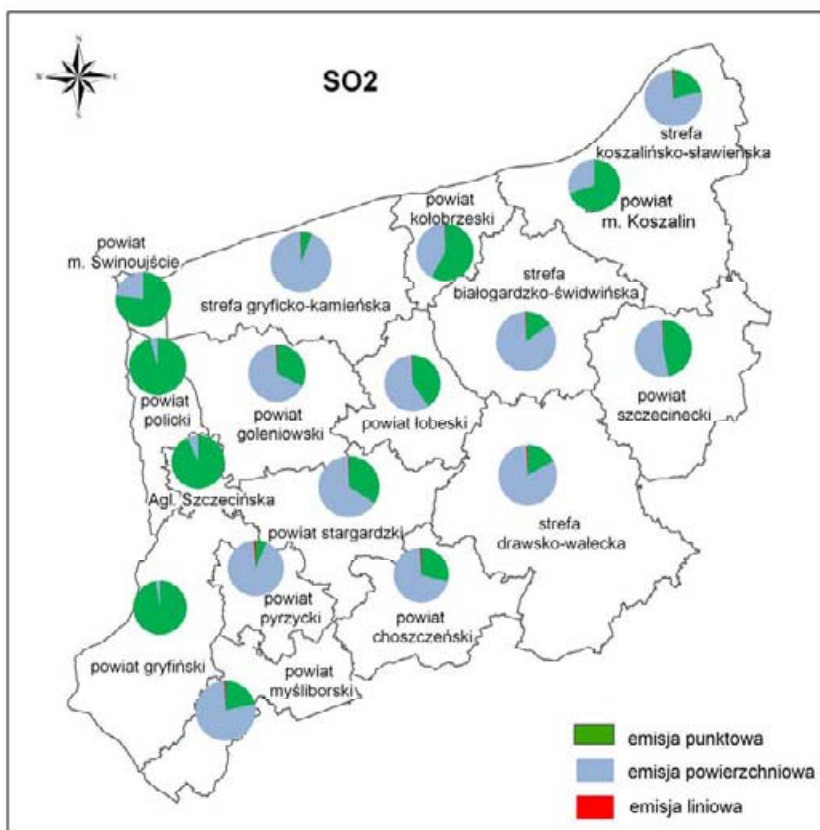 N
W
E
S
SO2
strefa
koszalińsko-sławieńska
powiat
m. Koszalin
powiat
kołobrzeski
powiat
m. Świnoujście
strefa gryficko-kamieńska
strefa
białogardzko-świdwińska
powiat
policki
powiat
goleniowski
powiat łobeski
powiat
szczecinecki
Agl. Szczecińska
powiat stargardzki
strefa
drawsko-wałecka
powiat
pyrzycki
powiat
choszczeński
powiat gryfiński
powiat
myśliborski
emisja punktowa
emisja powierzchniowa
emisja liniowa